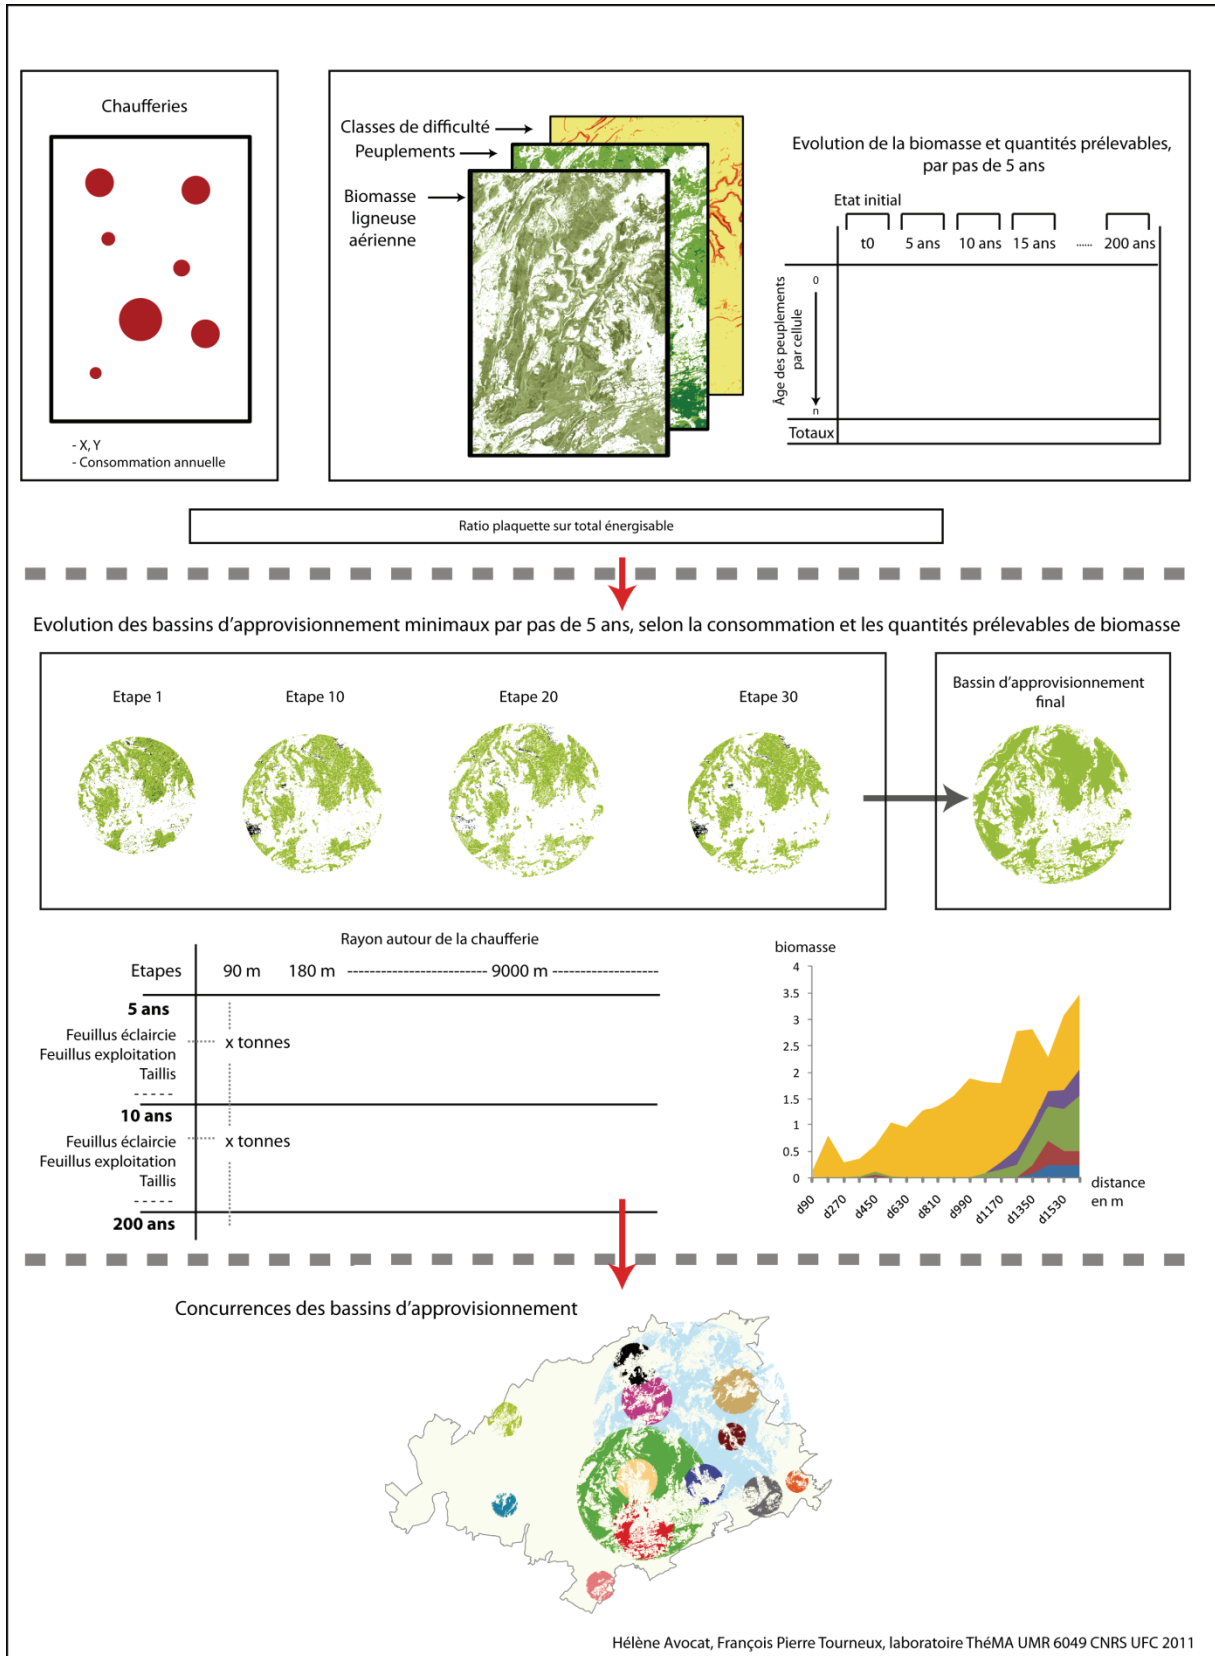 Chaufferies
- X, Y
- Consommation annuelle
Classes de difficulté
Peuplements
Biomasse
ligneuse
aérienne
Evolution de la biomasse et quantités prélevables,
par pas de 5 ans
Etat initial
t0 5 ans 10 ans 15 ans ...... 200 ans
Âge des peuplements
par cellule
0
n
Totaux
Ratio plaquette sur total énergisable
Evolution des bassins d'approvisionnement minimaux par pas de 5 ans, selon la consommation et les quantités prélevables de biomasse
Etape 1 Etape 10 Etape 20 Etape 30
Bassin d'approvisionnement
final
Rayon autour de la chaufferie
Etapes 90 m 180 m 9000 m
5 ans
Feuillus éclaircie
x tonnes
Feuillus exploitation
Taillis
10 ans
Feuillus éclaircie
x tonnes
Feuillus exploitation
Taillis
200 ans
biomasse
4
3.5
3
2.5
2
1.5
1
0.5
0
d90 d270 d450 d630 d810 d990 d1170 d1350 d1530
distance
en m
Concurrences des bassins d'approvisionnement
Hélène Avocat, François Pierre Tourneux, laboratoire ThéMA UMR 6049 CNRS UFC 2011